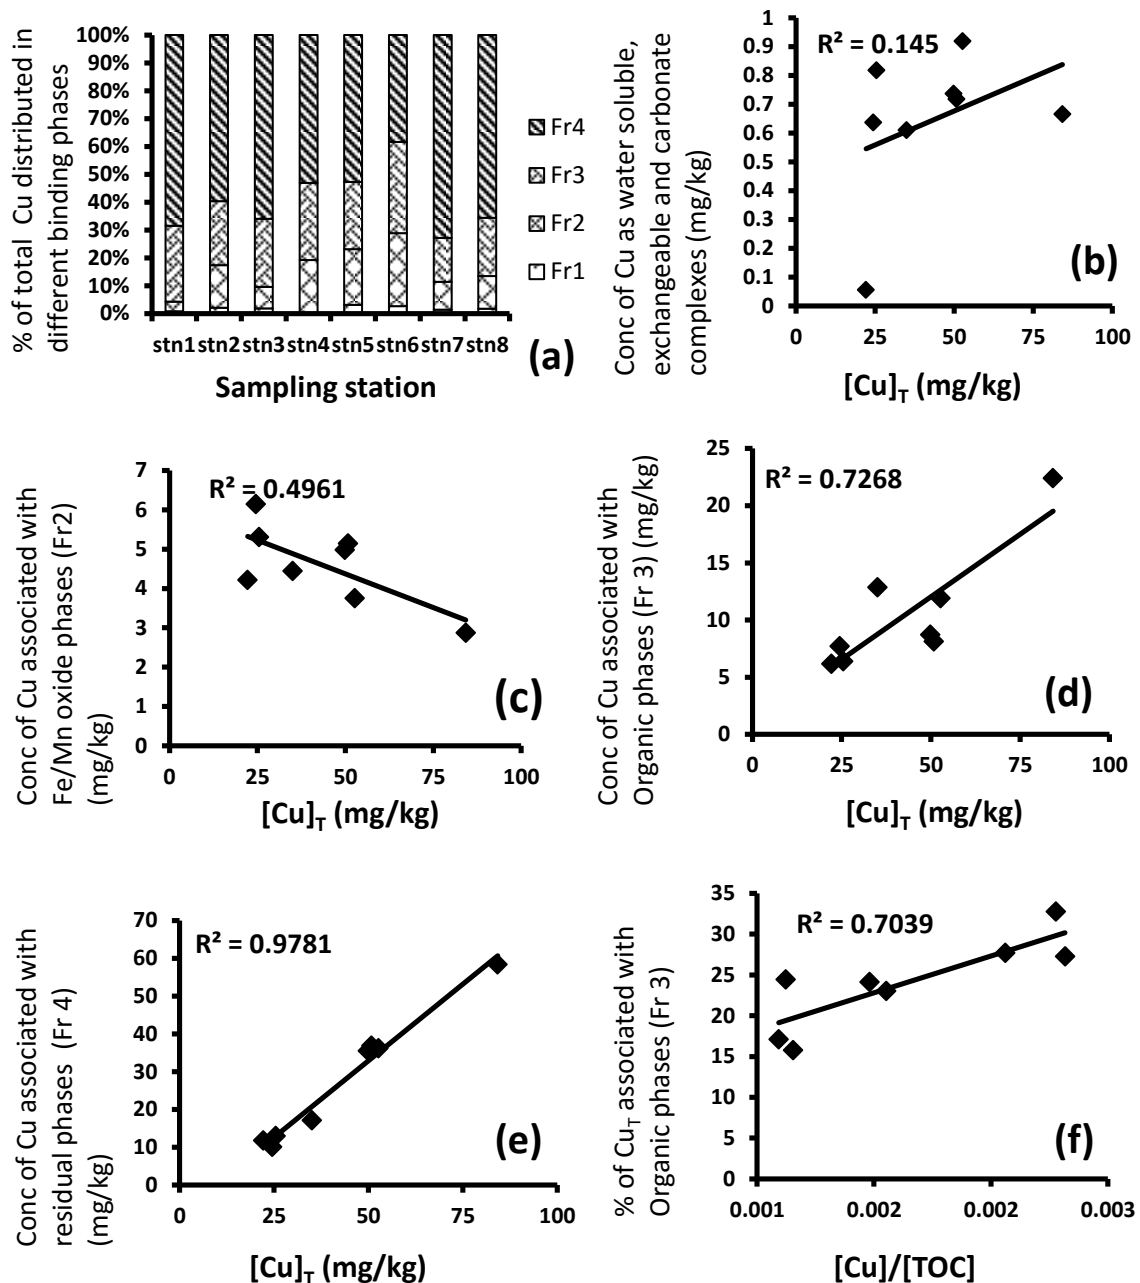 % of total Cu distributed in
different binding phases
100%
90%
80%
70%
60%
50%
40%
30%
20%
10%
0%
stn1 stn2 stn3 stn4 stn5 stn6 stn7 stn8
Sampling station
Fr4
Fr3
Fr2
Fr1
(a)
Conc of Cu as water soluble,
exchangeable and carbonate
complexes (mg/kg)
1
0.9
0.8
0.7
0.6
0.5
0.4
0.3
0.2
0.1
0
R² = 0.145
(b)
0 25 50 75 100
[Cu]T (mg/kg)
Conc of Cu associated with
Fe/Mn oxide phases (Fr2)
(mg/kg)
7
6
5
4
3
2
1
0
R² = 0.4961
(c)
0 25 50 75 100
[Cu]T (mg/kg)
Conc of Cu associated with
Organic phases (Fr 3) (mg/kg)
25
20
15
10
5
0
R² = 0.7268
(d)
0 25 50 75 100
[Cu]T (mg/kg)
Conc of Cu associated with
residual phases (Fr 4)
(mg/kg)
70
60
50
40
30
20
10
0
R² = 0.9781
(e)
0 25 50 75 100
[Cu]T (mg/kg)
% of CuT associated with
Organic phases (Fr 3)
35
30
25
20
15
10
5
0
R² = 0.7039
(f)
0.001 0.002 0.002 0.003
[Cu]/[TOC]